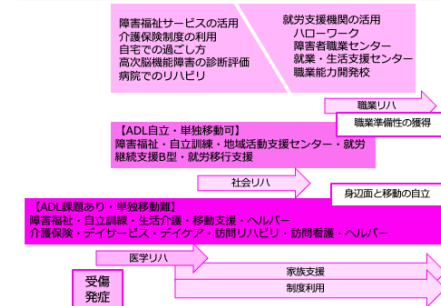 障害福祉サービスの活用
介護保険制度の利用
自宅での過ごし方
高次脳機能障害の診断評価
病院でのリハビリ
就労支援機関の活用
ハローワーク
障害者職業センター
就業・生活支援センター
職業能力開発校
職業リハ
職業準備性の獲得
【ADL自立・単独移動可】
障害福祉・自立訓練・地域活動支援センター・就労
継続支援B型・就労移行支援
社会リハ
身辺面と移動の自立
【ADL課題あり・単独移動難】
障害福祉・自立訓練・生活介護・移動支援・ヘルパー
介護保険・デイサービス・デイケア・訪問リハビリ・訪問看護・ヘルパー
医学リハ
家族支援
制度利用
受傷
発症